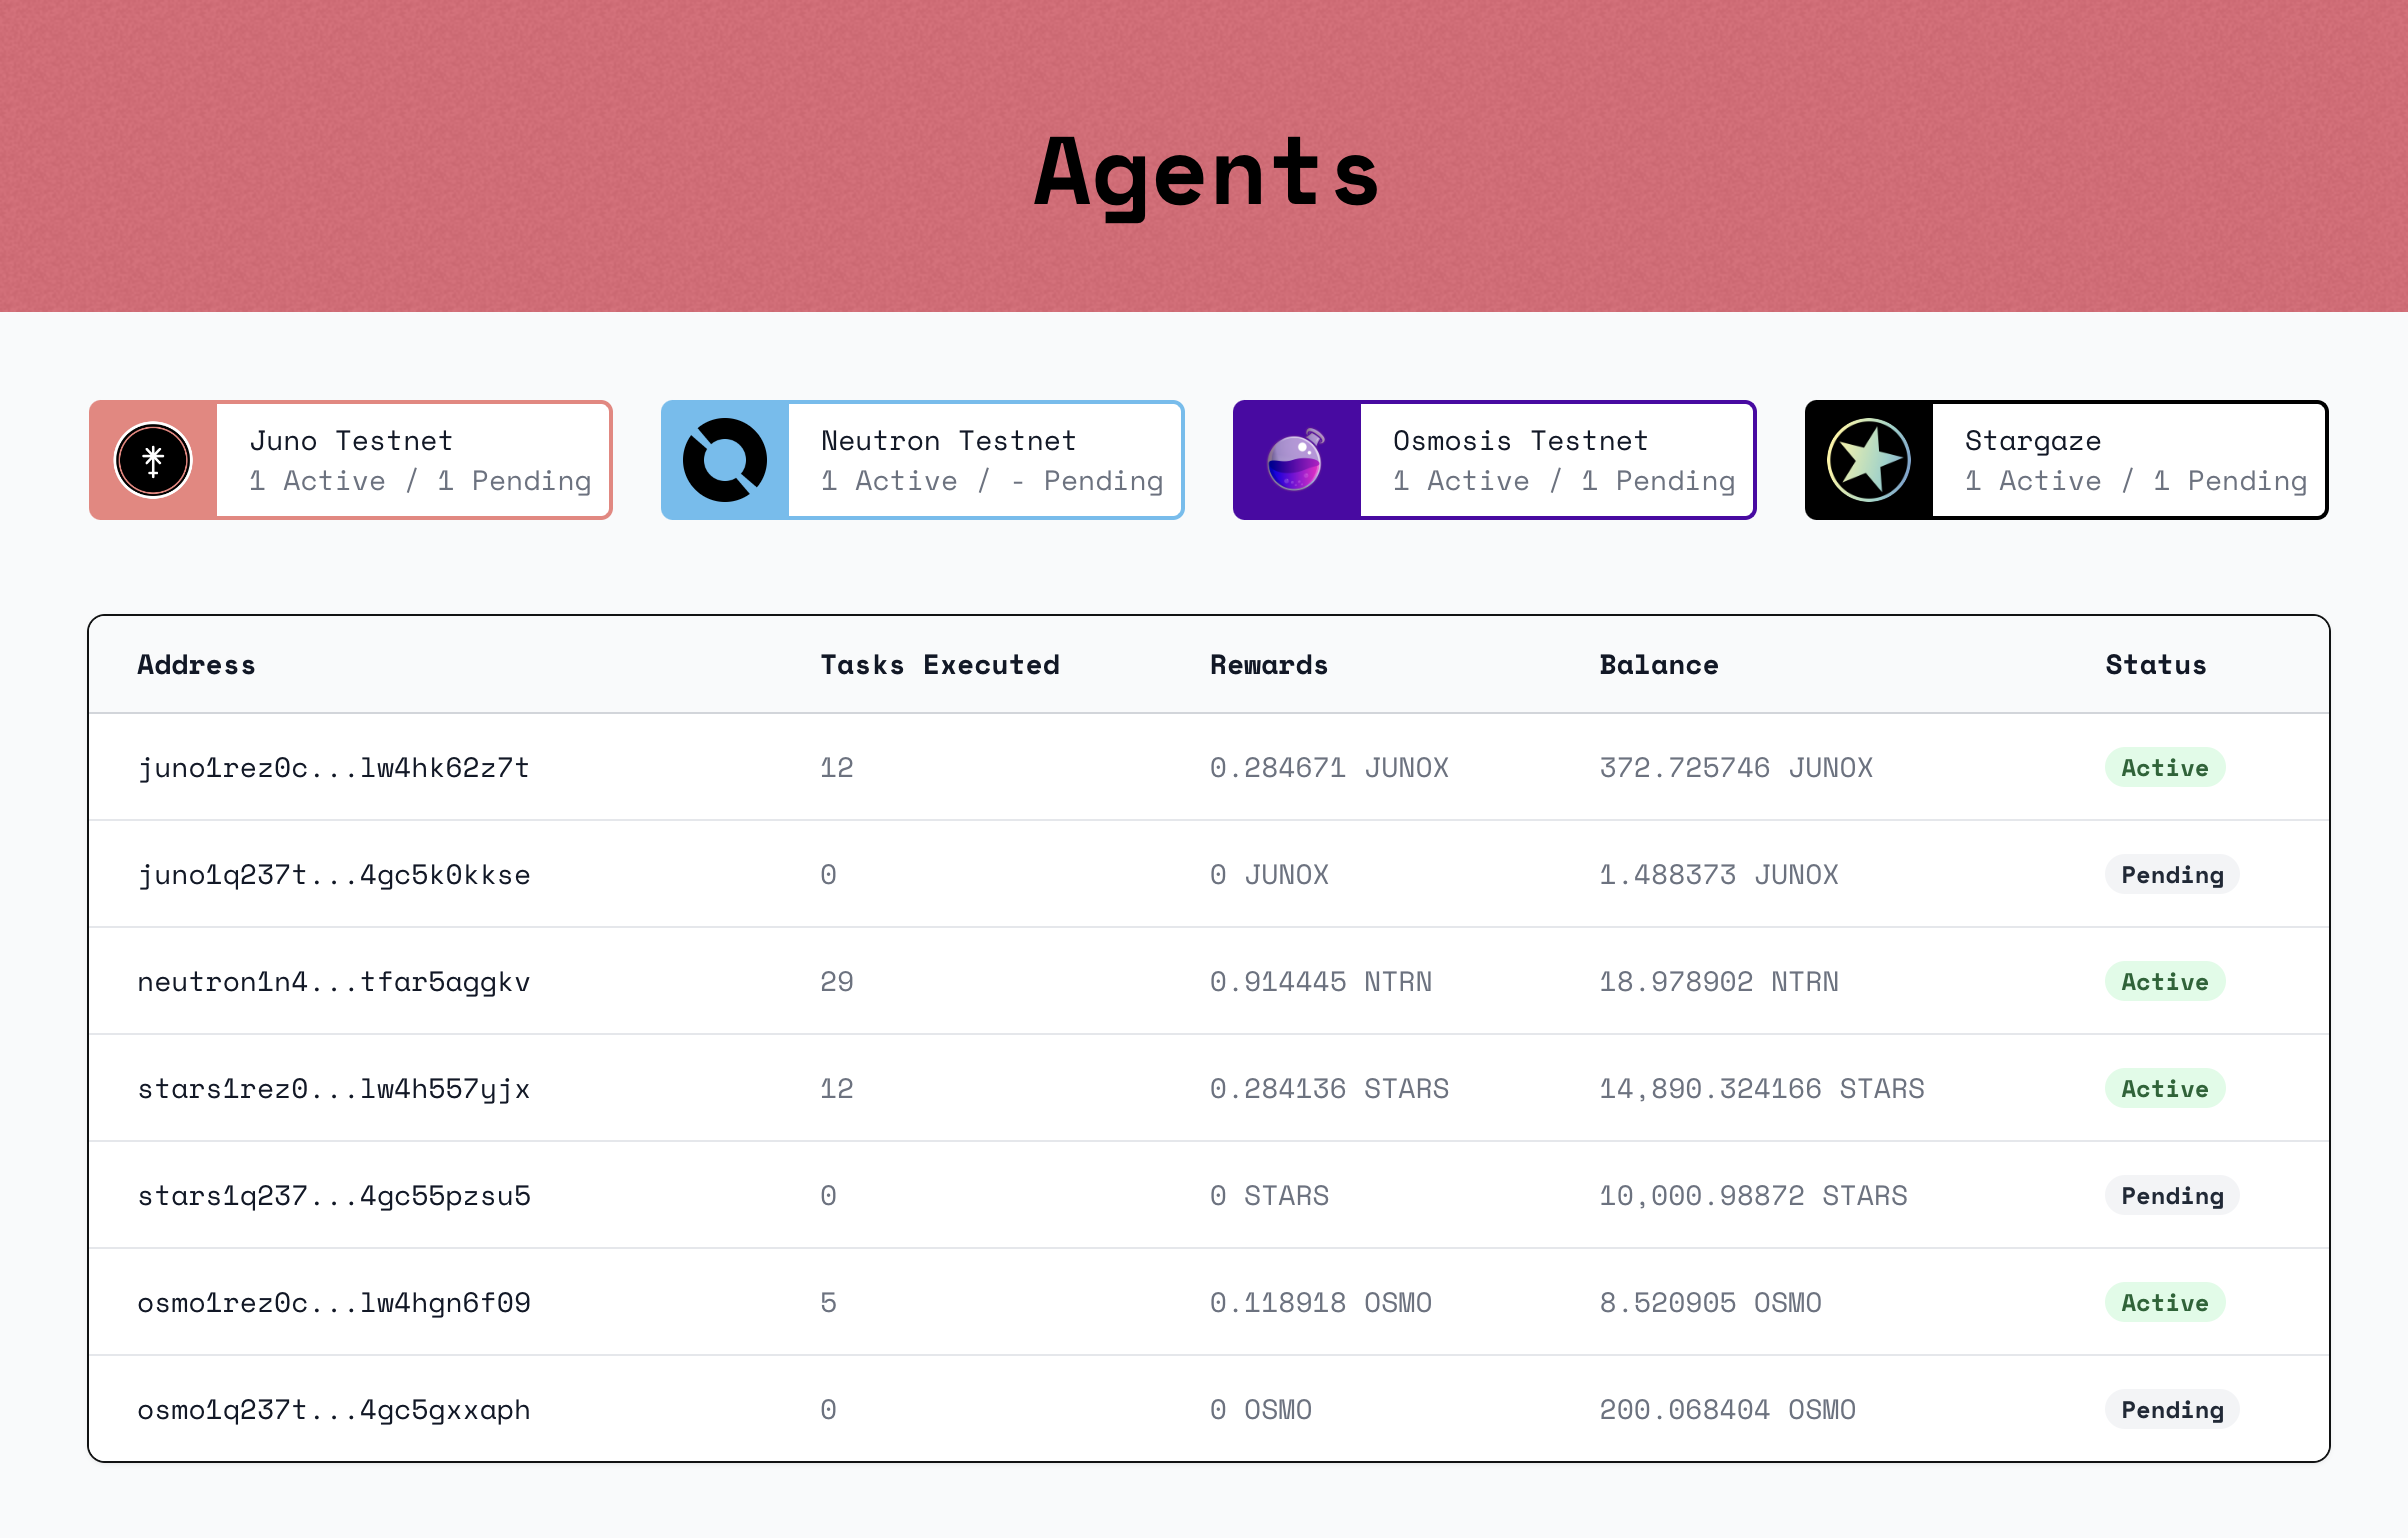 Agents
Juno Testnet
1 Active / 1 Pending
Neutron Testnet
1 Active / - Pending
Osmosis Testnet
1 Active / 1 Pending
Stargaze
1 Active / 1 Pending
Address Tasks Executed Rewards Balance Status
juno1rez0c...lw4hk62z7t 12 0.284671 JUNOX 372.725746 JUNOX Active
juno1q237t...4gc5k0kkse 0 0 JUNOX 1.488373 JUNOX Pending
neutron1n4...tfar5aggkv 29 0.914445 NTRN 18.978902 NTRN Active
stars1rez0...lw4h557yjx 12 0.284136 STARS 14,890.324166 STARS Active
stars1q237...4gc55pzsu5 0 0 STARS 10,000.98872 STARS Pending
osmo1rez0c...lw4hgn6f09 5 0.118918 OSMO 8.520905 OSMO Active
osmo1q237t...4gc5gxxaph 0 0 OSMO 200.068404 OSMO Pending